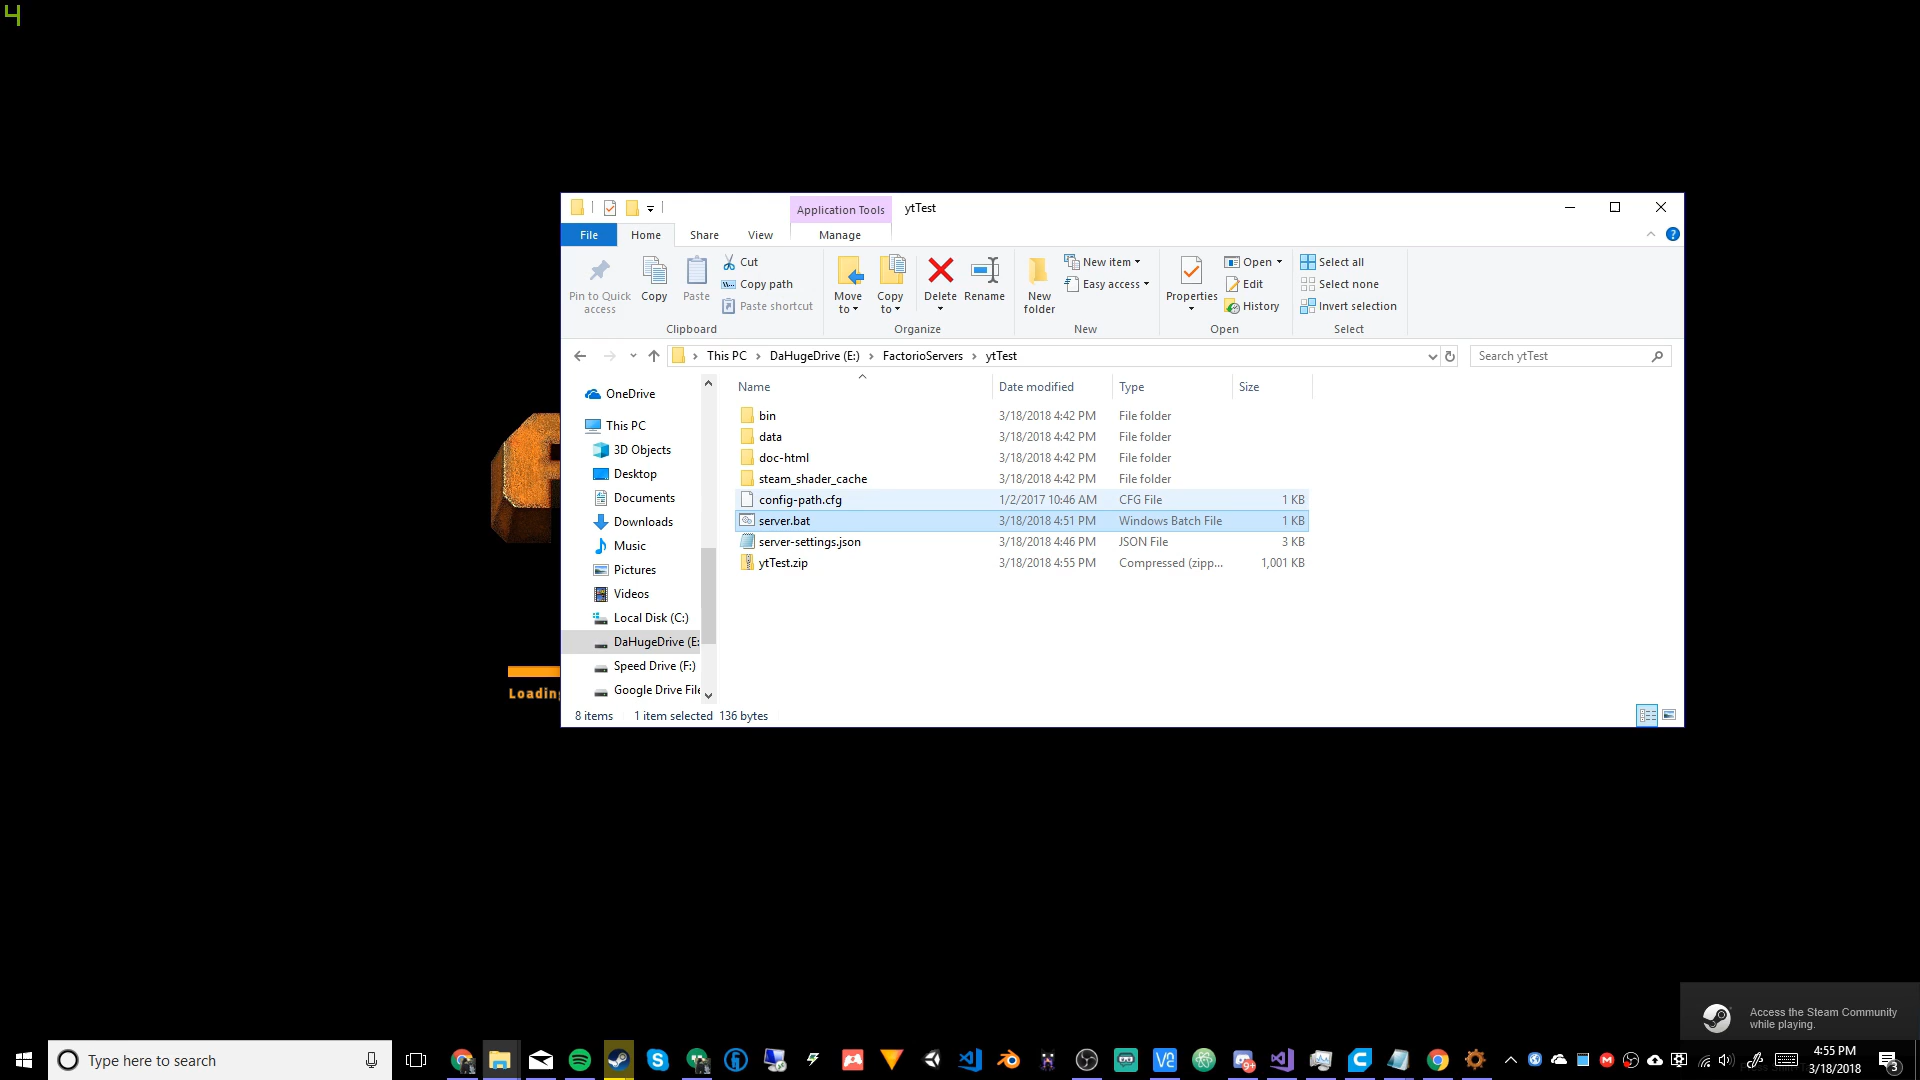 4
Application Tools
ytTest
File
Home
Share
View
Manage
Pin to Quick
access
Copy
Paste
Cut
Copy path
Paste shortcut
Clipboard
Move
to
Copy
to
Delete
Rename
Organize
New
folder
New item
Easy access
New
Properties
Open
Edit
History
Open
Select all
Select none
Invert selection
Select
This PC
DaHugeDrive (E:)
FactorioServers
ytTest
Search ytTest
OneDrive
This PC
3D Objects
Desktop
Documents
Downloads
Music
Pictures
Videos
Local Disk (C:)
DaHugeDrive (E:
Speed Drive (F:)
Google Drive File
Name Date modified Type Size
bin 3/18/2018 4:42 PM File folder
data 3/18/2018 4:42 PM File folder
doc-html 3/18/2018 4:42 PM File folder
steam_shader_cache 3/18/2018 4:42 PM File folder
config-path.cfg 1/2/2017 10:46 AM CFG File 1 KB
server.bat 3/18/2018 4:51 PM Windows Batch File 1 KB
server-settings.json 3/18/2018 4:46 PM JSON File 3 KB
ytTest.zip 3/18/2018 4:55 PM Compressed (zipp... 1,001 KB
8 items 1 item selected 136 bytes
Loading
Access the Steam Community
while playing.
Type here to search
4:55 PM
3/18/2018
3